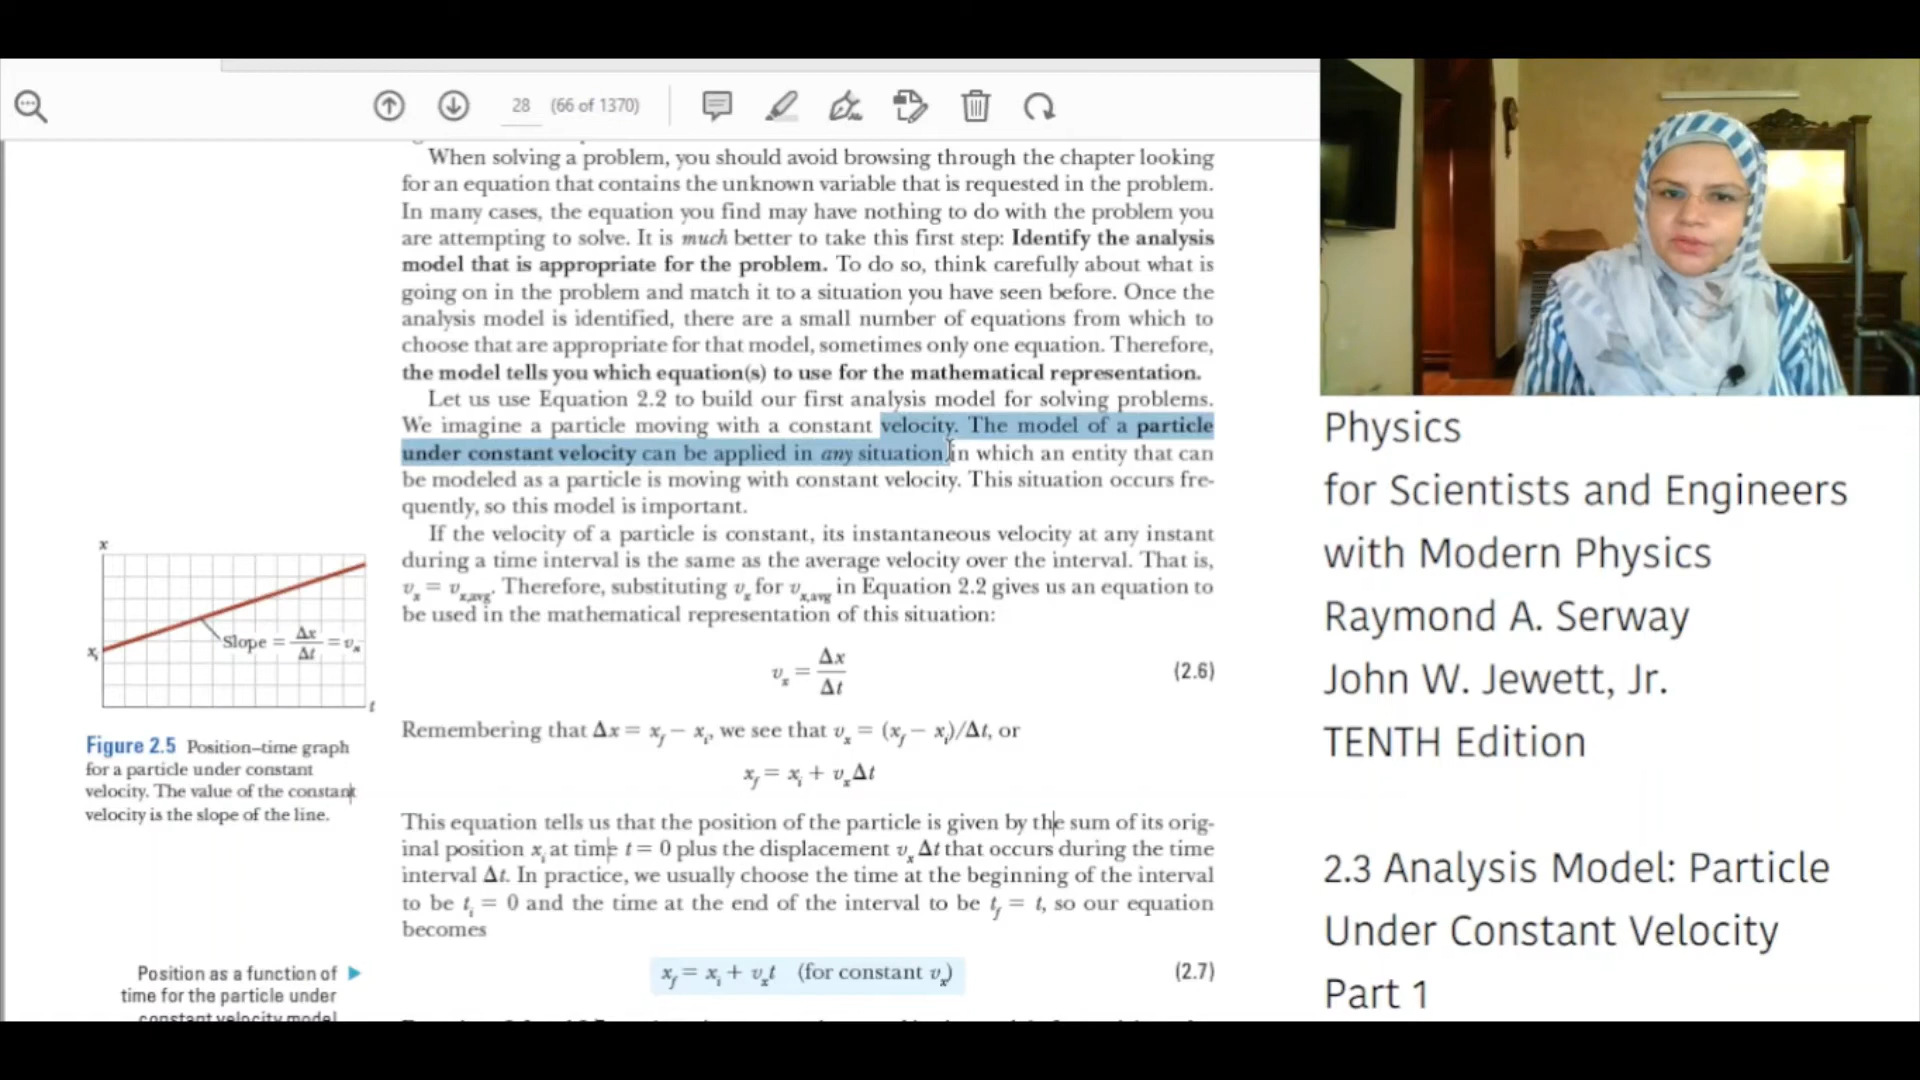 28 (66 of 1370)
When solving a problem, you should avoid browsing through the chapter looking
for an equation that contains the unknown variable that is requested in the problem.
In many cases, the equation you find may have nothing to do with the problem you
are attempting to solve. It is much better to take this first step: Identify the analysis
model that is appropriate for the problem. To do so, think carefully about what is
going on in the problem and match it to a situation you have seen before. Once the
analysis model is identified, there are a small number of equations from which to
choose that are appropriate for that model, sometimes only one equation. Therefore,
the model tells you which equation(s) to use for the mathematical representation.
Let us use Equation 2.2 to build our first analysis model for solving problems.
We imagine a particle moving with a constant velocity. The model of a particle
under constant velocity can be applied in any situation in which an entity that can
be modeled as a particle is moving with constant velocity. This situation occurs fre-
quently, so this model is important.
If the velocity of a particle is constant, its instantaneous velocity at any instant
during a time interval is the same as the average velocity over the interval. That is,
vx = vx,avg. Therefore, substituting vx for vx,avg in Equation 2.2 gives us an equation to
be used in the mathematical representation of this situation:
vx = Δx/Δt (2.6)
Remembering that Δx = xf − xi, we see that vx = (xf − xi)/Δt, or
xf = xi + vxΔt
This equation tells us that the position of the particle is given by the sum of its orig-
inal position xi at time t = 0 plus the displacement vxΔt that occurs during the time
interval Δt. In practice, we usually choose the time at the beginning of the interval
to be ti = 0 and the time at the end of the interval to be tf = t, so our equation
becomes
xf = xi + vxt (for constant vx) (2.7)
x
xi
Slope = Δx/Δt = vx
t
Figure 2.5 Position–time graph
for a particle under constant
velocity. The value of the constant
velocity is the slope of the line.
Position as a function of
time for the particle under
constant velocity model
Physics
for Scientists and Engineers
with Modern Physics
Raymond A. Serway
John W. Jewett, Jr.
TENTH Edition
2.3 Analysis Model: Particle
Under Constant Velocity
Part 1